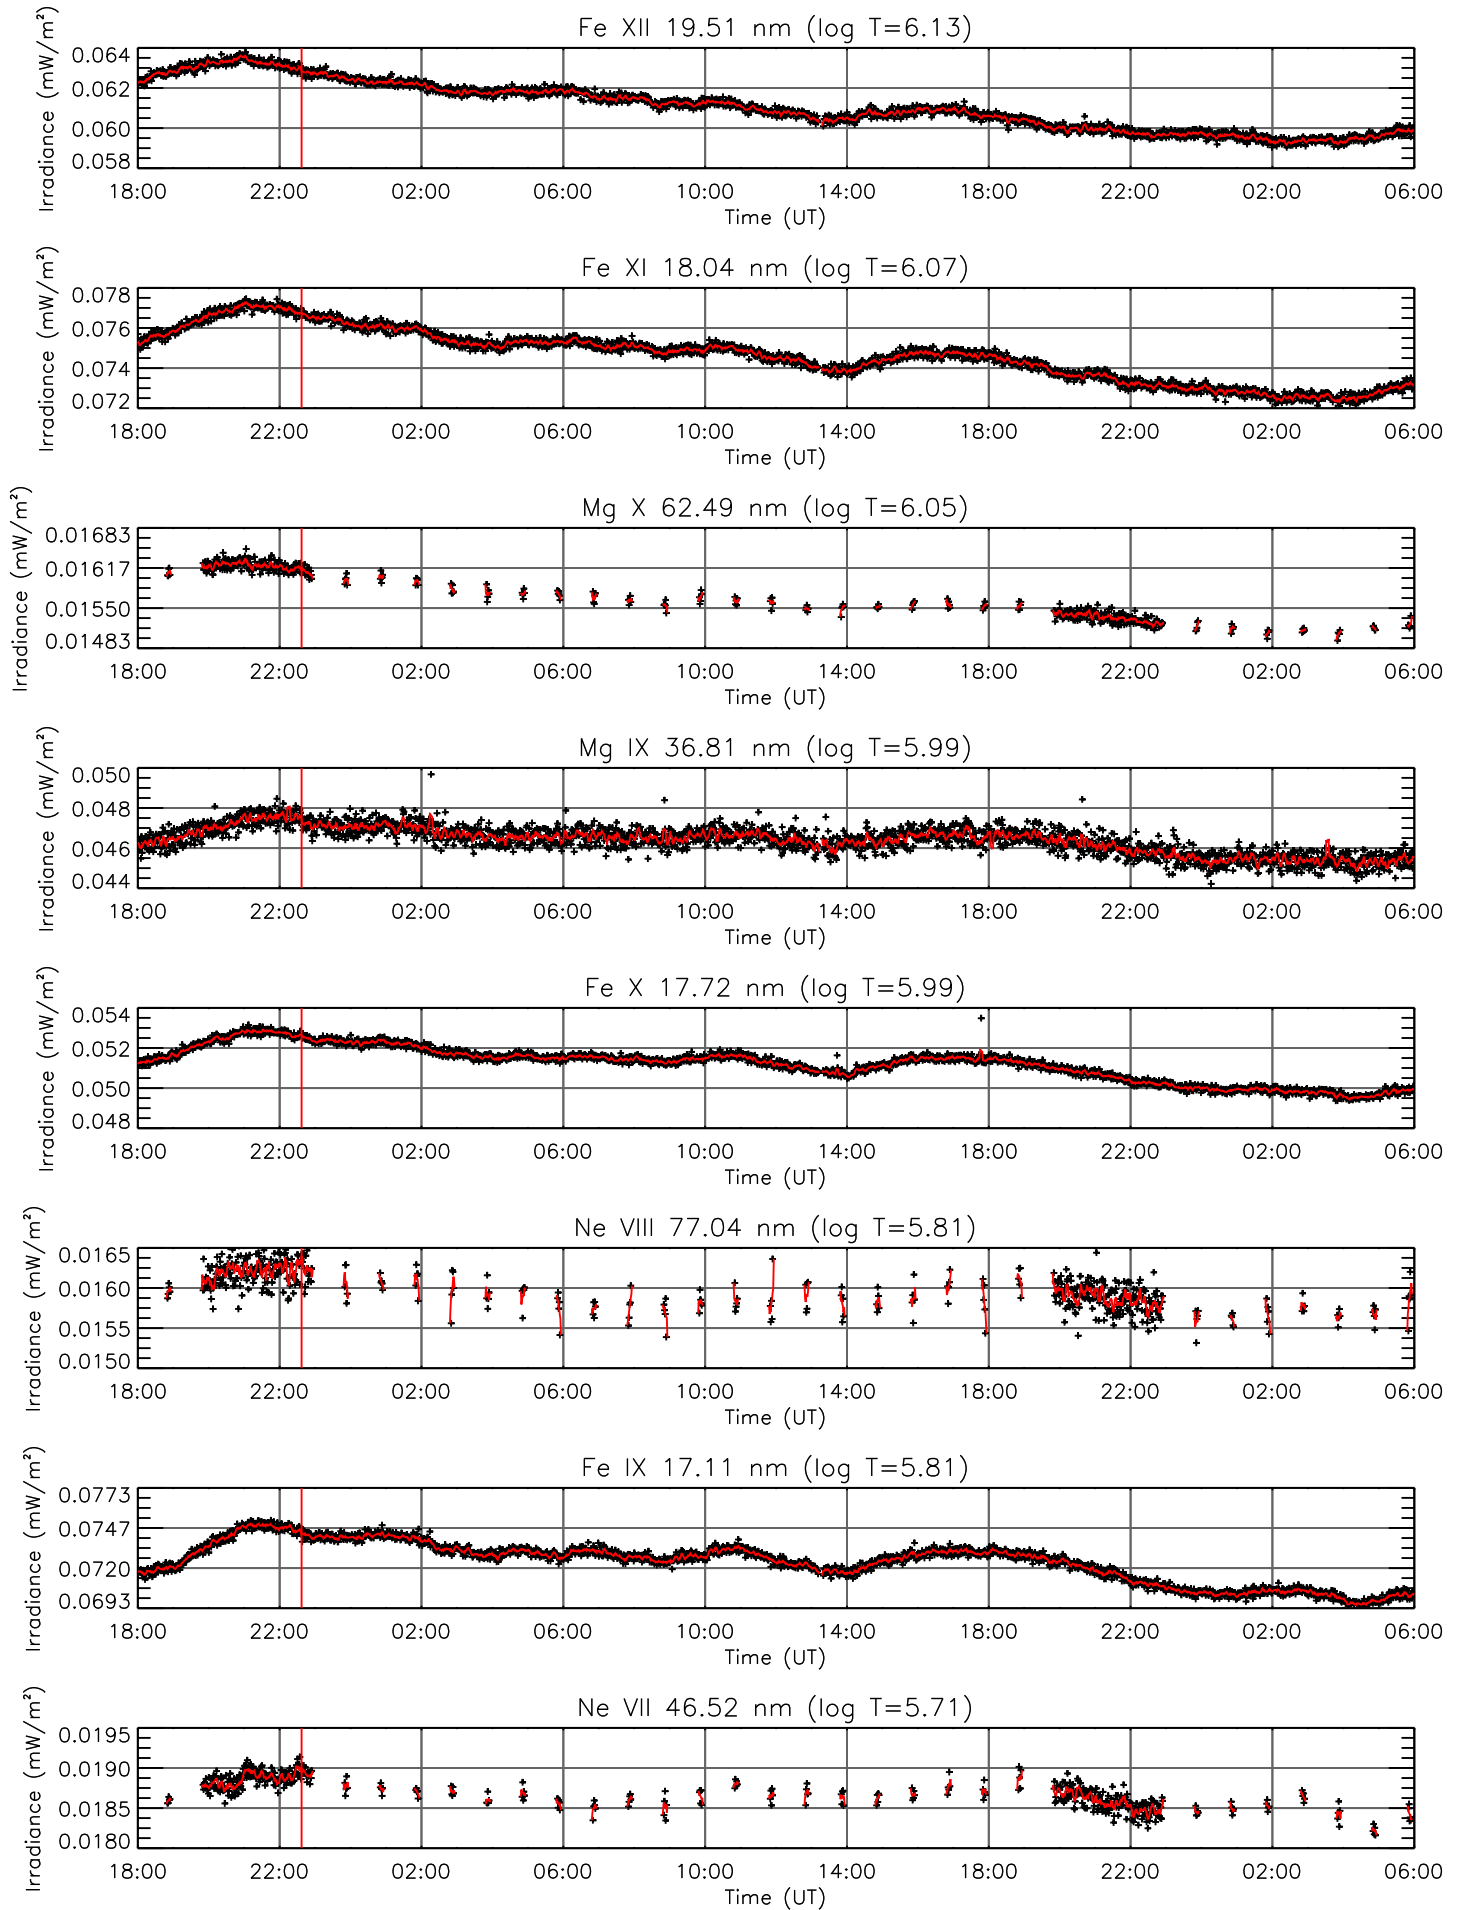 Fe XII 19.51 nm (log T=6.13)
Irradiance (mW/m²)
0.064
0.062
0.060
0.058
18:00 22:00 02:00 06:00 10:00 14:00 18:00 22:00 02:00 06:00
Time (UT)
Fe XI 18.04 nm (log T=6.07)
Irradiance (mW/m²)
0.078
0.076
0.074
0.072
18:00 22:00 02:00 06:00 10:00 14:00 18:00 22:00 02:00 06:00
Time (UT)
Mg X 62.49 nm (log T=6.05)
Irradiance (mW/m²)
0.01683
0.01617
0.01550
0.01483
18:00 22:00 02:00 06:00 10:00 14:00 18:00 22:00 02:00 06:00
Time (UT)
Mg IX 36.81 nm (log T=5.99)
Irradiance (mW/m²)
0.050
0.048
0.046
0.044
18:00 22:00 02:00 06:00 10:00 14:00 18:00 22:00 02:00 06:00
Time (UT)
Fe X 17.72 nm (log T=5.99)
Irradiance (mW/m²)
0.054
0.052
0.050
0.048
18:00 22:00 02:00 06:00 10:00 14:00 18:00 22:00 02:00 06:00
Time (UT)
Ne VIII 77.04 nm (log T=5.81)
Irradiance (mW/m²)
0.0165
0.0160
0.0155
0.0150
18:00 22:00 02:00 06:00 10:00 14:00 18:00 22:00 02:00 06:00
Time (UT)
Fe IX 17.11 nm (log T=5.81)
Irradiance (mW/m²)
0.0773
0.0747
0.0720
0.0693
18:00 22:00 02:00 06:00 10:00 14:00 18:00 22:00 02:00 06:00
Time (UT)
Ne VII 46.52 nm (log T=5.71)
Irradiance (mW/m²)
0.0195
0.0190
0.0185
0.0180
18:00 22:00 02:00 06:00 10:00 14:00 18:00 22:00 02:00 06:00
Time (UT)